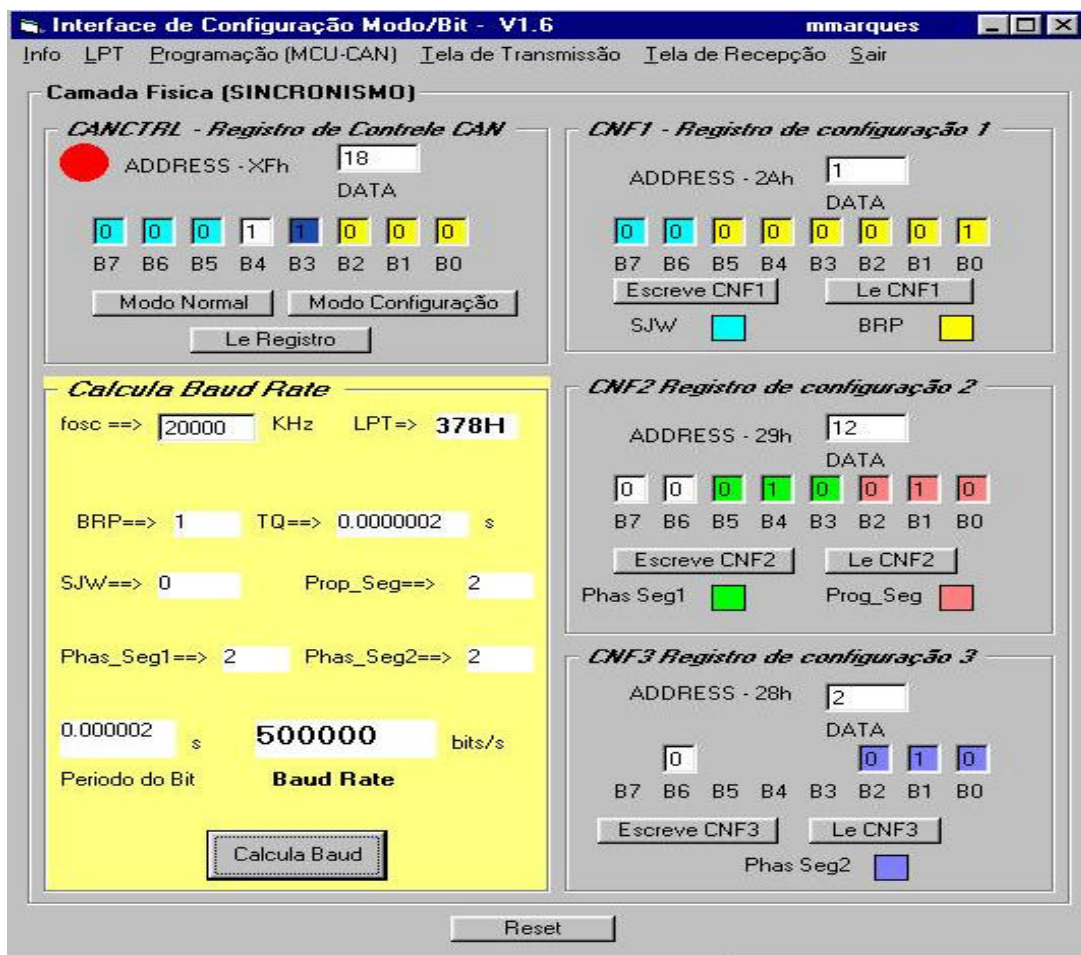 Interface de Configuração Modo/Bit - V1.6 mmarques
Info LPT Programação (MCU-CAN) Tela de Transmissão Tela de Recepção Sair
Camada Fisica (SINCRONISMO)
CANCTRL - Registro de Controle CAN
ADDRESS - XFh 18
DATA
0 0 0 1 1 0 0 0
B7 B6 B5 B4 B3 B2 B1 B0
Modo Normal Modo Configuração
Le Registro
CNF1 - Registro de configuração 1
ADDRESS - 2Ah 1
DATA
0 0 0 0 0 0 0 1
B7 B6 B5 B4 B3 B2 B1 B0
Escreve CNF1 Le CNF1
SJW BRP
Calcula Baud Rate
fosc ==> 20000 KHz LPT=> 378H
BRP==> 1 TQ==> 0.0000002 s
SJW==> 0 Prop_Seg==> 2
Phas_Seg1==> 2 Phas_Seg2==> 2
0.000002 s 500000 bits/s
Periodo do Bit Baud Rate
Calcula Baud
CNF2 Registro de configuração 2
ADDRESS - 29h 12
DATA
0 0 0 1 0 0 1 0
B7 B6 B5 B4 B3 B2 B1 B0
Escreve CNF2 Le CNF2
Phas Seg1 Prog_Seg
CNF3 Registro de configuração 3
ADDRESS - 28h 2
DATA
0 0 1 0
B7 B6 B5 B4 B3 B2 B1 B0
Escreve CNF3 Le CNF3
Phas Seg2
Reset